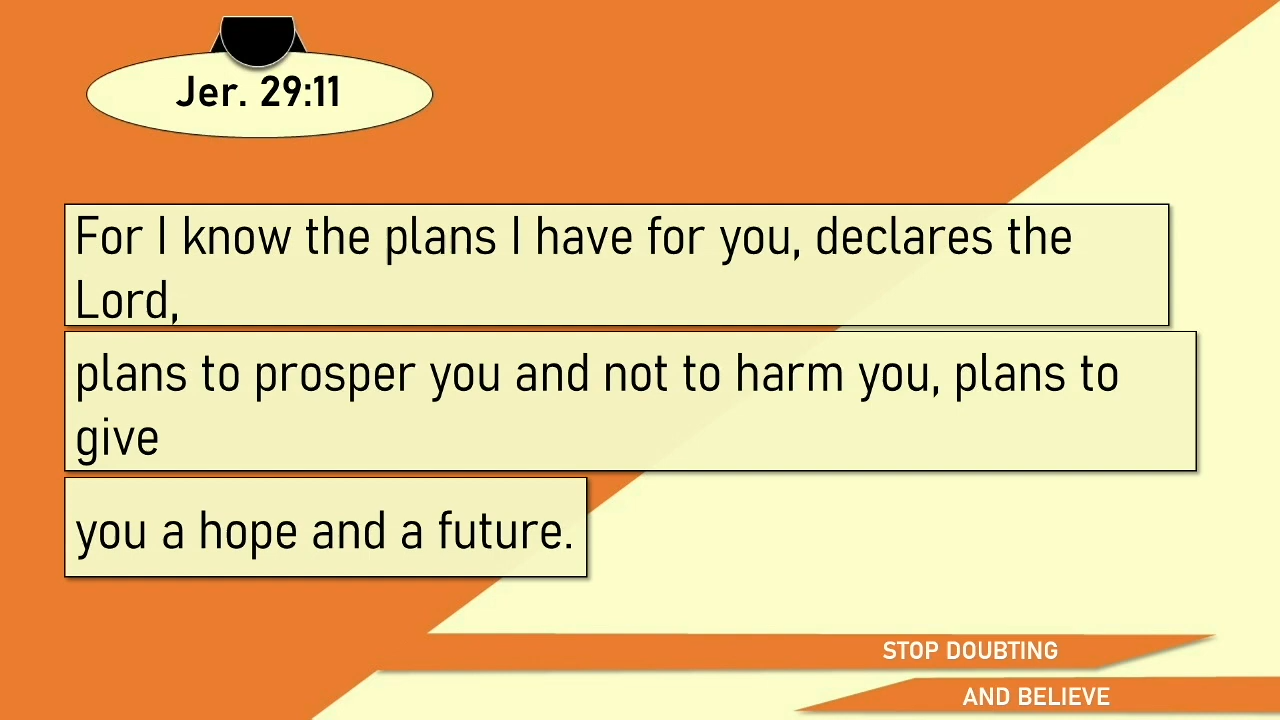 Jer. 29:11
For I know the plans I have for you, declares the
Lord,
plans to prosper you and not to harm you, plans to
give
you a hope and a future.
STOP DOUBTING
AND BELIEVE